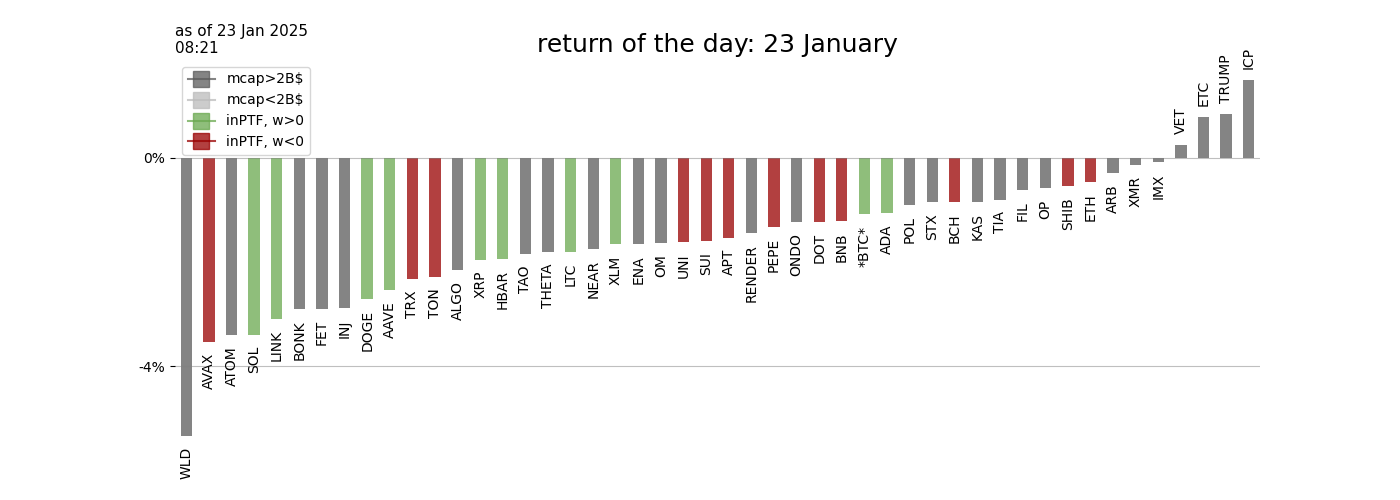 as of 23 Jan 2025
08:21
return of the day: 23 January
mcap>2B$
mcap<2B$
inPTF, w>0
inPTF, w<0
0%
-4%
WLD
AVAX
ATOM
SOL
LINK
BONK
FET
INJ
DOGE
AAVE
TRX
TON
ALGO
XRP
HBAR
TAO
THETA
LTC
NEAR
XLM
ENA
OM
UNI
SUI
APT
RENDER
PEPE
ONDO
DOT
BNB
*BTC*
ADA
POL
STX
BCH
KAS
TIA
FIL
OP
SHIB
ETH
ARB
XMR
IMX
VET
ETC
TRUMP
ICP